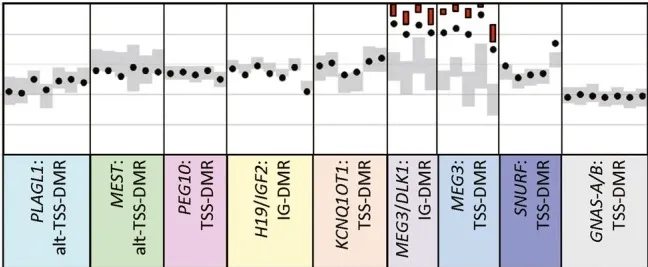 PLAGL1:
alt-TSS-DMR
MEST:
alt-TSS-DMR
PEG10:
TSS-DMR
H19/IGF2:
IG-DMR
KCNQ1OT1:
TSS-DMR
MEG3/DLK1:
IG-DMR
MEG3:
TSS-DMR
SNURF:
TSS-DMR
GNAS-A/B:
TSS-DMR